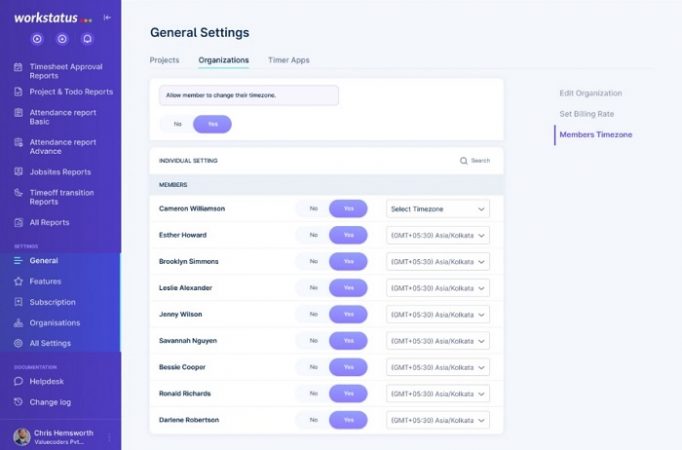 workstatus
Timesheet Approval
Reports
Project & Todo Reports
Attendance report
Basic
Attendance report
Advance
Jobsites Reports
Timeoff transition
Reports
All Reports
SETTINGS
General
Features
Subscription
Organisations
All Settings
DOCUMENTATION
Helpdesk
Change log
Chris Hemsworth
Valuecoders Pvt...
General Settings
Projects Organizations Timer Apps
Allow member to change their timezone.
No Yes
INDIVIDUAL SETTING Search
MEMBERS
Cameron Williamson No Yes Select Timezone
Esther Howard No Yes (GMT+05:30) Asia/Kolkata
Brooklyn Simmons No Yes (GMT+05:30) Asia/Kolkata
Leslie Alexander No Yes (GMT+05:30) Asia/Kolkata
Jenny Wilson No Yes (GMT+05:30) Asia/Kolkata
Savannah Nguyen No Yes (GMT+05:30) Asia/Kolkata
Bessie Cooper No Yes (GMT+05:30) Asia/Kolkata
Ronald Richards No Yes (GMT+05:30) Asia/Kolkata
Darlene Robertson No Yes (GMT+05:30) Asia/Kolkata
Edit Organization
Set Billing Rate
Members Timezone